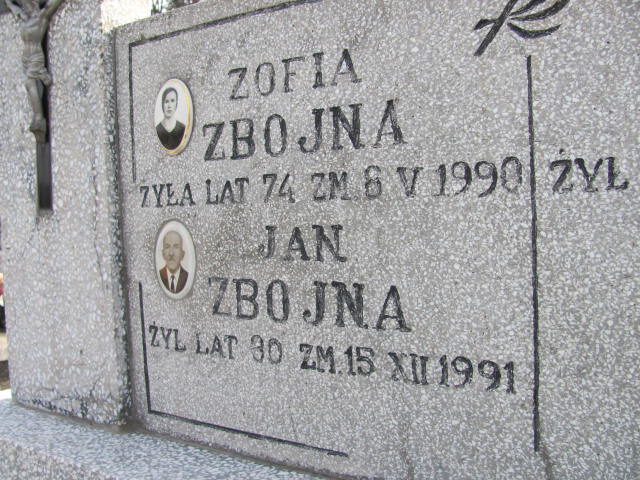 ZOFIA
ZBOJNA
ŻYŁA LAT 74 ZM. 6 V 1990
JAN
ZBOJNA
ŻYŁ LAT 80 ZM. 15 XII 1991
ŻYŁ